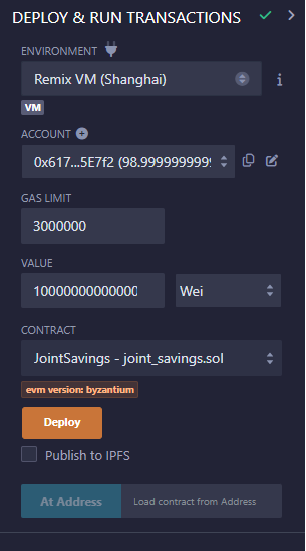 DEPLOY & RUN TRANSACTIONS
ENVIRONMENT
Remix VM (Shanghai)
VM
ACCOUNT
0x617...5E7f2 (98.9999999999
GAS LIMIT
3000000
VALUE
10000000000000
Wei
CONTRACT
JointSavings - joint_savings.sol
evm version: byzantium
Deploy
Publish to IPFS
At Address
Load contract from Address